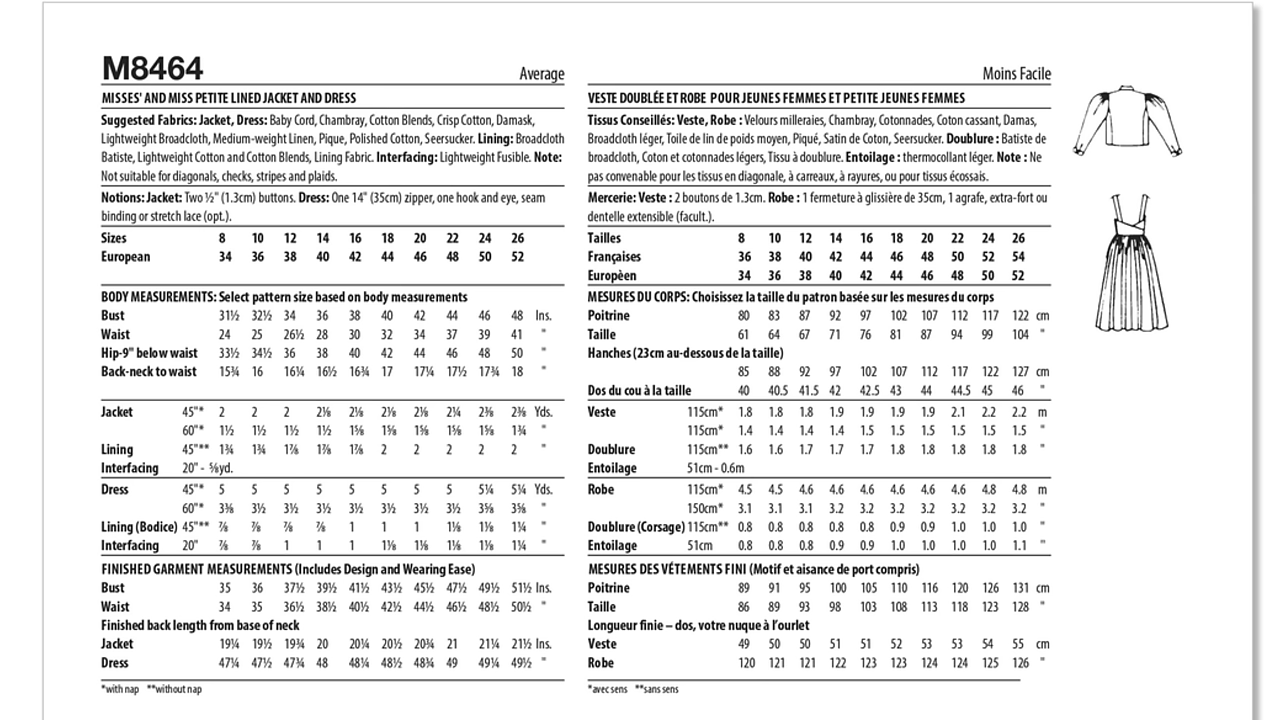 M8464 Average
MISSES' AND MISS PETITE LINED JACKET AND DRESS
Suggested Fabrics: Jacket, Dress: Baby Cord, Chambray, Cotton Blends, Crisp Cotton, Damask,
Lightweight Broadcloth, Medium-weight Linen, Pique, Polished Cotton, Seersucker. Lining: Broadcloth
Batiste, Lightweight Cotton and Cotton Blends, Lining Fabric. Interfacing: Lightweight Fusible. Note:
Not suitable for diagonals, checks, stripes and plaids.
Notions: Jacket: Two ½" (1.3cm) buttons. Dress: One 14" (35cm) zipper, one hook and eye, seam
binding or stretch lace (opt.).
Sizes 8 10 12 14 16 18 20 22 24 26
European 34 36 38 40 42 44 46 48 50 52
BODY MEASUREMENTS: Select pattern size based on body measurements
Bust 31½ 32½ 34 36 38 40 42 44 46 48 Ins.
Waist 24 25 26½ 28 30 32 34 37 39 41 "
Hip-9" below waist 33½ 34½ 36 38 40 42 44 46 48 50 "
Back-neck to waist 15¾ 16 16¼ 16½ 16¾ 17 17¼ 17½ 17¾ 18 "
Jacket 45"* 2 2 2 2⅛ 2⅛ 2⅛ 2⅛ 2¼ 2⅜ 2⅜ Yds.
60"* 1½ 1½ 1½ 1½ 1⅝ 1⅝ 1⅝ 1⅝ 1⅝ 1¾ "
Lining 45"** 1¾ 1¾ 1⅞ 1⅞ 1⅞ 2 2 2 2 2 "
Interfacing 20" - ⅝yd.
Dress 45"* 5 5 5 5 5 5 5 5 5¼ 5¼ Yds.
60"* 3⅜ 3½ 3½ 3½ 3½ 3½ 3½ 3½ 3⅝ 3⅝ "
Lining (Bodice) 45"** ⅞ ⅞ ⅞ ⅞ 1 1 1 1⅛ 1⅛ 1¼ "
Interfacing 20" ⅞ ⅞ 1 1 1 1⅛ 1⅛ 1⅛ 1⅛ 1¼ "
FINISHED GARMENT MEASUREMENTS (Includes Design and Wearing Ease)
Bust 35 36 37½ 39½ 41½ 43½ 45½ 47½ 49½ 51½ Ins.
Waist 34 35 36½ 38½ 40½ 42½ 44½ 46½ 48½ 50½ "
Finished back length from base of neck
Jacket 19¼ 19½ 19¾ 20 20¼ 20½ 20¾ 21 21¼ 21½ Ins.
Dress 47¼ 47½ 47¾ 48 48¼ 48½ 48¾ 49 49¼ 49½ "
*with nap **without nap
Moins Facile
VESTE DOUBLÉE ET ROBE POUR JEUNES FEMMES ET PETITE JEUNES FEMMES
Tissus Conseillés: Veste, Robe : Velours milleraies, Chambray, Cotonnades, Coton cassant, Damas,
Broadcloth léger, Toile de lin de poids moyen, Piqué, Satin de Coton, Seersucker. Doublure : Batiste de
broadcloth, Coton et cotonnades légers, Tissu à doublure. Entoilage : thermocollant léger. Note : Ne
pas convenable pour les tissus en diagonale, à carreaux, à rayures, ou pour tissus écossais.
Mercerie: Veste : 2 boutons de 1.3cm. Robe : 1 fermeture à glissière de 35cm, 1 agrafe, extra-fort ou
dentelle extensible (facult.).
Tailles 8 10 12 14 16 18 20 22 24 26
Françaises 36 38 40 42 44 46 48 50 52 54
Europèen 34 36 38 40 42 44 46 48 50 52
MESURES DU CORPS: Choisissez la taille du patron basée sur les mesures du corps
Poitrine 80 83 87 92 97 102 107 112 117 122 cm
Taille 61 64 67 71 76 81 87 94 99 104 "
Hanches (23cm au-dessous de la taille)
85 88 92 97 102 107 112 117 122 127 cm
Dos du cou à la taille 40 40.5 41.5 42 42.5 43 44 44.5 45 46 "
Veste 115cm* 1.8 1.8 1.8 1.9 1.9 1.9 1.9 2.1 2.2 2.2 m
115cm* 1.4 1.4 1.4 1.4 1.5 1.5 1.5 1.5 1.5 1.5 "
Doublure 115cm** 1.6 1.6 1.7 1.7 1.7 1.8 1.8 1.8 1.8 1.8 "
Entoilage 51cm - 0.6m
Robe 115cm* 4.5 4.5 4.6 4.6 4.6 4.6 4.6 4.6 4.8 4.8 m
150cm* 3.1 3.1 3.1 3.2 3.2 3.2 3.2 3.2 3.2 3.2 "
Doublure (Corsage) 115cm** 0.8 0.8 0.8 0.8 0.8 0.9 0.9 1.0 1.0 1.0 "
Entoilage 51cm 0.8 0.8 0.8 0.9 0.9 1.0 1.0 1.0 1.0 1.1 "
MESURES DES VÉTEMENTS FINI (Motif et aisance de port compris)
Poitrine 89 91 95 100 105 110 116 120 126 131 cm
Taille 86 89 93 98 103 108 113 118 123 128 "
Longueur finie – dos, votre nuque à l'ourlet
Veste 49 50 50 51 51 52 53 53 54 55 cm
Robe 120 121 121 122 123 123 124 124 125 126 "
*avec sens **sans sens